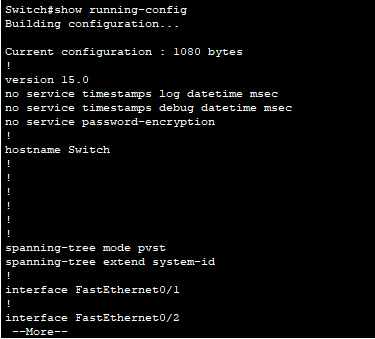 Switch#show running-config
Building configuration...
Current configuration : 1080 bytes
!
version 15.0
no service timestamps log datetime msec
no service timestamps debug datetime msec
no service password-encryption
!
hostname Switch
!
!
!
!
!
!
spanning-tree mode pvst
spanning-tree extend system-id
!
interface FastEthernet0/1
!
interface FastEthernet0/2
--More--